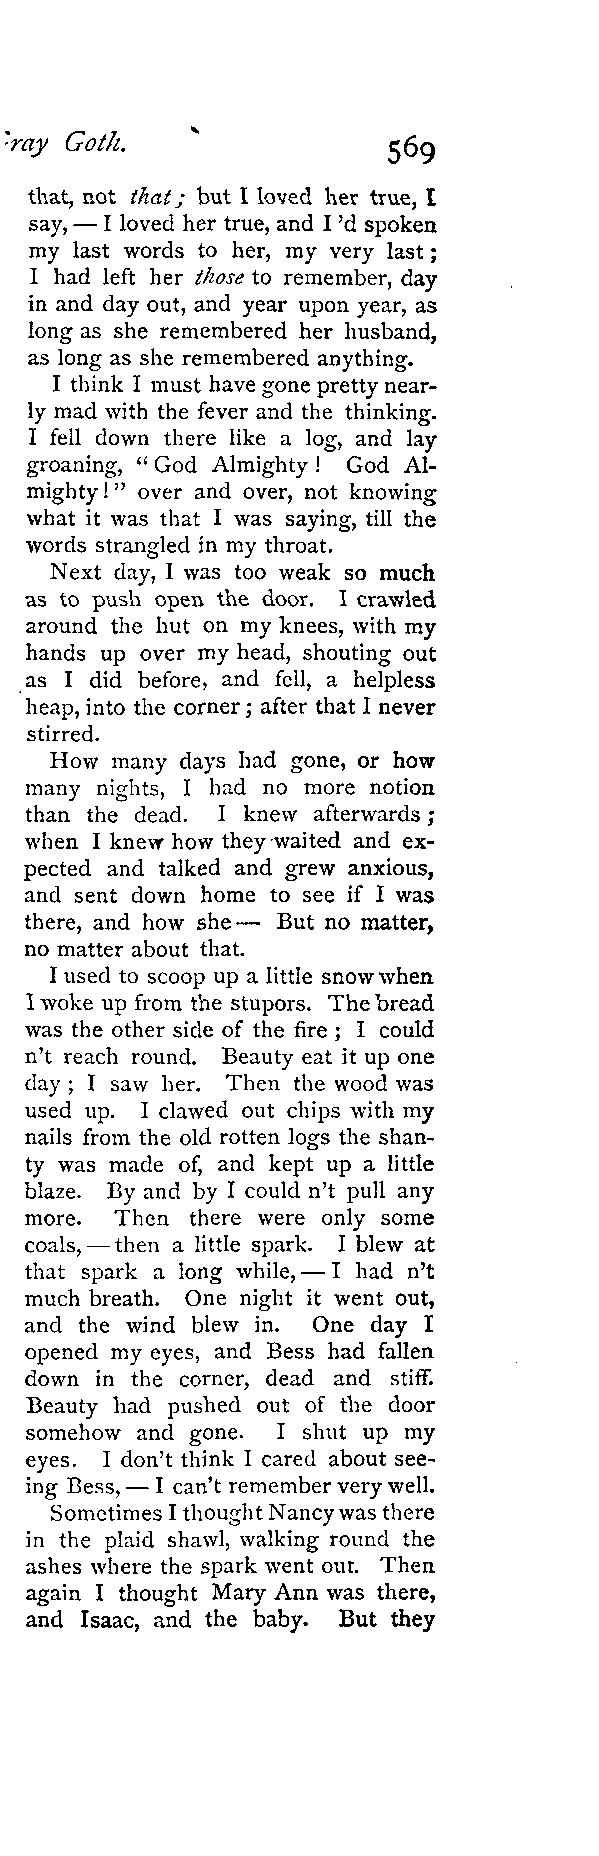 ray Goth. 569
that, not that; but I loved her true, I
say, — I loved her true, and I 'd spoken
my last words to her, my very last;
I had left her those to remember, day
in and day out, and year upon year, as
long as she remembered her husband,
as long as she remembered anything.
I think I must have gone pretty near-
ly mad with the fever and the thinking.
I fell down there like a log, and lay
groaning, "God Almighty! God Al-
mighty!" over and over, not knowing
what it was that I was saying, till the
words strangled in my throat.
Next day, I was too weak so much
as to push open the door. I crawled
around the hut on my knees, with my
hands up over my head, shouting out
as I did before, and fell, a helpless
heap, into the corner; after that I never
stirred.
How many days had gone, or how
many nights, I had no more notion
than the dead. I knew afterwards;
when I knew how they waited and ex-
pected and talked and grew anxious,
and sent down home to see if I was
there, and how she — But no matter,
no matter about that.
I used to scoop up a little snow when
I woke up from the stupors. The bread
was the other side of the fire; I could
n't reach round. Beauty eat it up one
day; I saw her. Then the wood was
used up. I clawed out chips with my
nails from the old rotten logs the shan-
ty was made of, and kept up a little
blaze. By and by I could n't pull any
more. Then there were only some
coals, — then a little spark. I blew at
that spark a long while, — I had n't
much breath. One night it went out,
and the wind blew in. One day I
opened my eyes, and Bess had fallen
down in the corner, dead and stiff.
Beauty had pushed out of the door
somehow and gone. I shut up my
eyes. I don't think I cared about see-
ing Bess, — I can't remember very well.
Sometimes I thought Nancy was there
in the plaid shawl, walking round the
ashes where the spark went out. Then
again I thought Mary Ann was there,
and Isaac, and the baby. But they